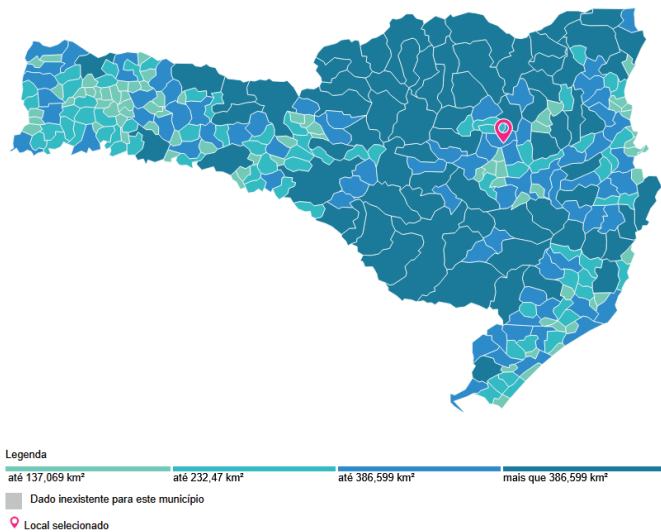 Legenda
até 137,069 km² até 232,47 km² até 386,599 km² mais que 386,599 km²
Dado inexistente para este município
Local selecionado